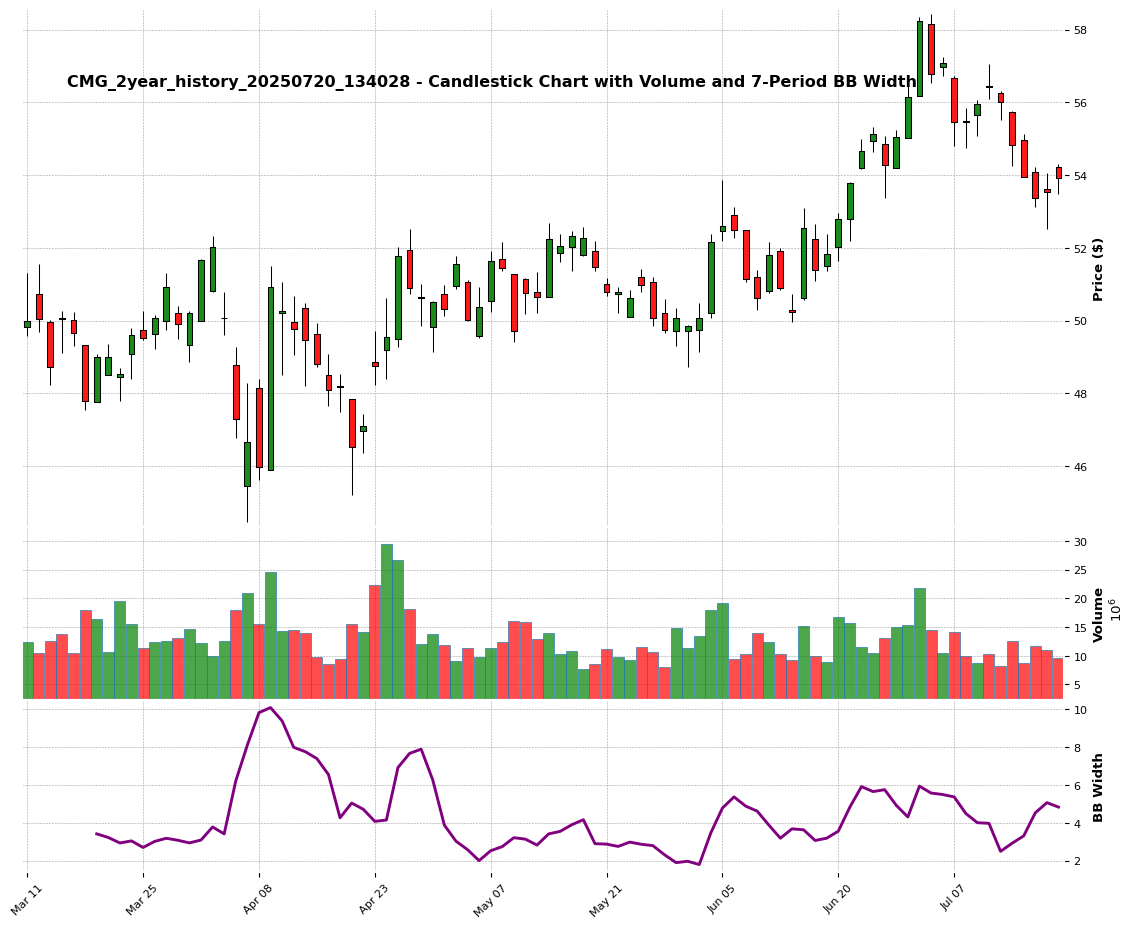 CMG_2year_history_20250720_134028 - Candlestick Chart with Volume and 7-Period BB Width
58
56
54
52
50
48
46
Price ($)
30
25
20
15
10
5
Volume
10^6
10
8
6
4
2
BB Width
Mar 11
Mar 25
Apr 08
Apr 23
May 07
May 21
Jun 05
Jun 20
Jul 07